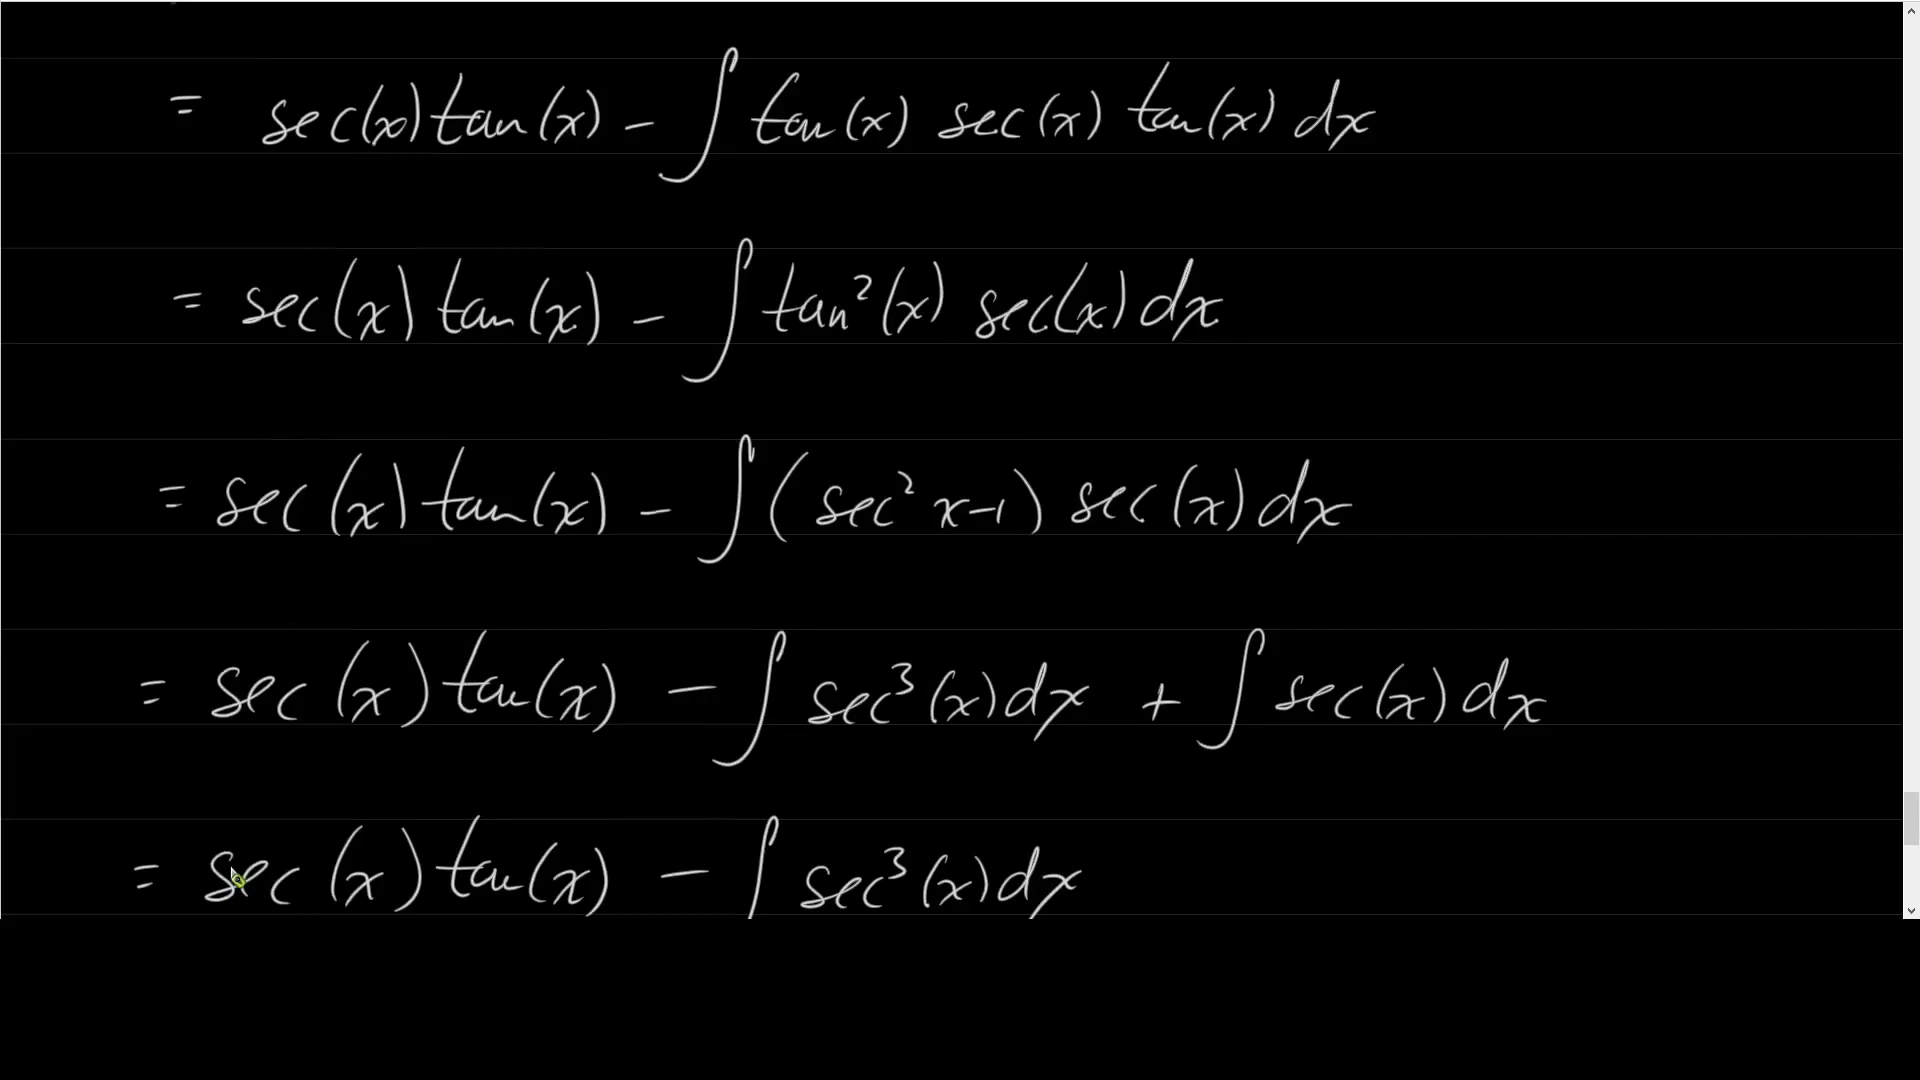 = sec(x) tan(x) - ∫ tan(x) sec(x) tan(x) dx
= sec(x) tan(x) - ∫ tan²(x) sec(x) dx
= sec(x) tan(x) - ∫ (sec² x-1) sec(x) dx
= sec(x) tan(x) - ∫ sec³(x) dx + ∫ sec(x) dx
= sec(x) tan(x) - ∫ sec³(x) dx